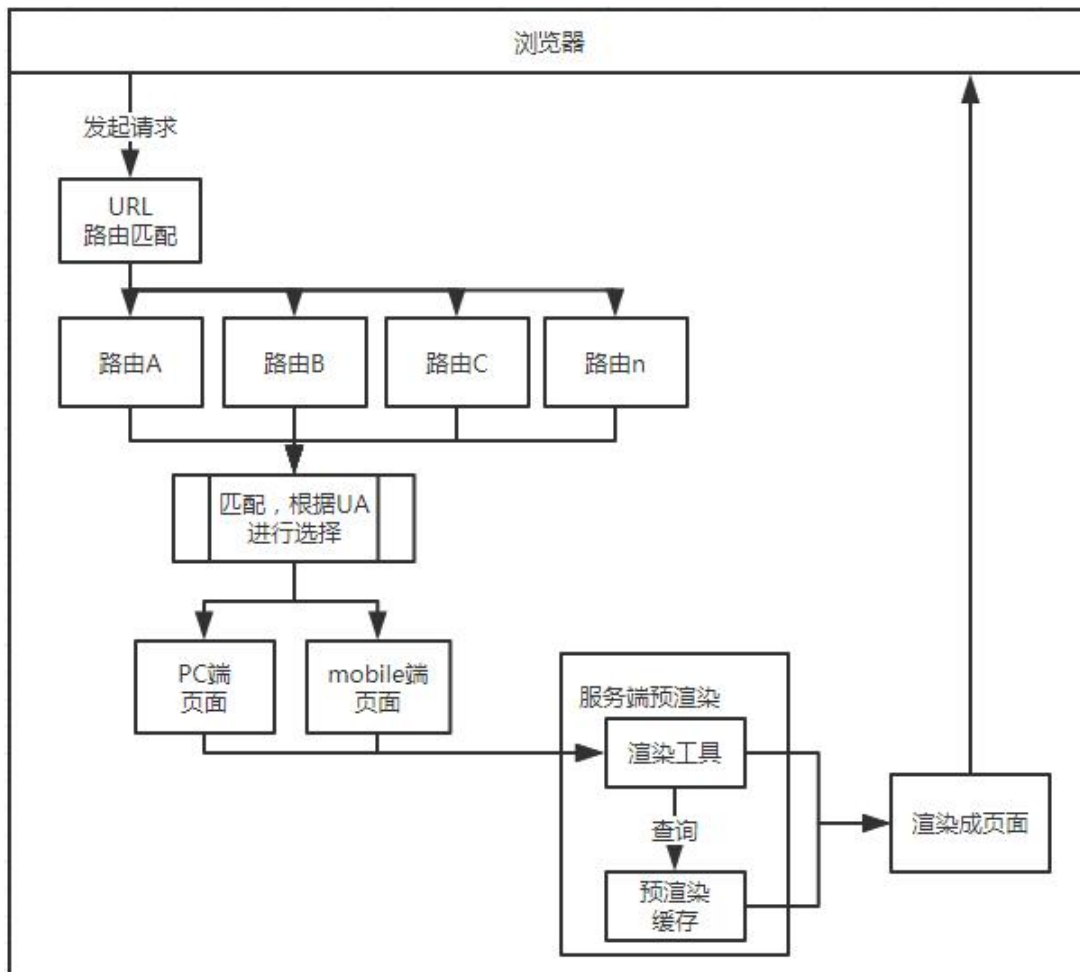 浏览器
发起请求
URL
路由匹配
路由A
路由B
路由C
路由n
匹配，根据UA
进行选择
PC端
页面
mobile端
页面
服务端预渲染
渲染工具
查询
预渲染
缓存
渲染成页面